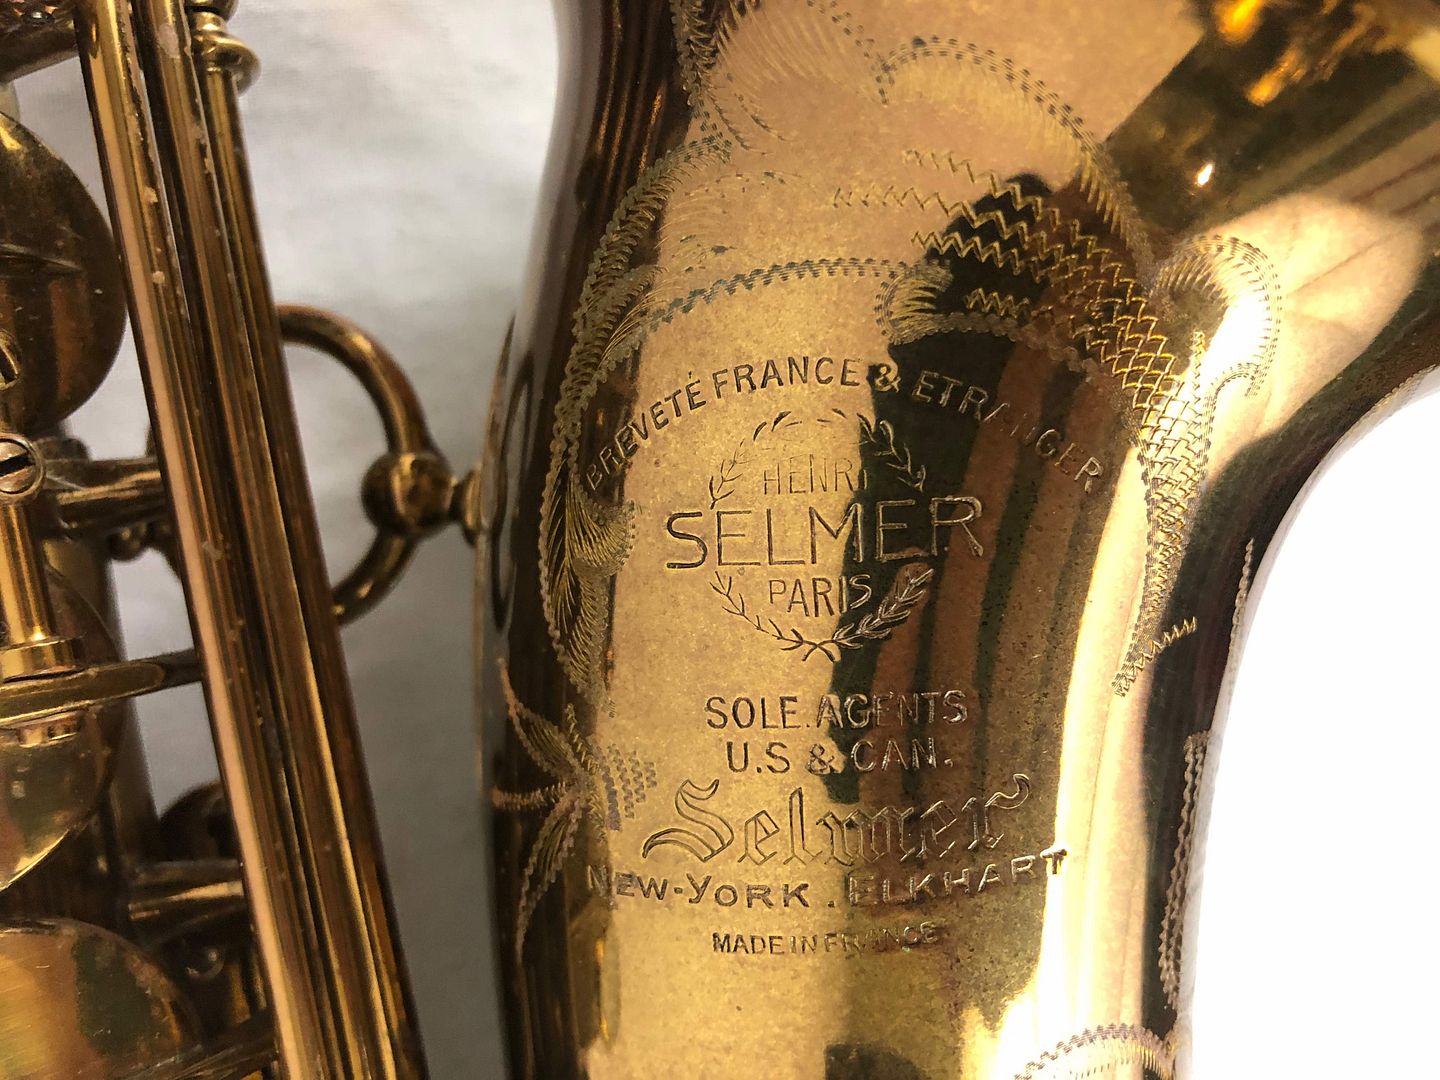 BREVETÉ FRANCE & ETRANGER
HENRI
SELMER
PARIS
SOLE.AGENTS
U.S & CAN.
Selmer
NEW-YORK . ELKHART
MADE IN FRANCE